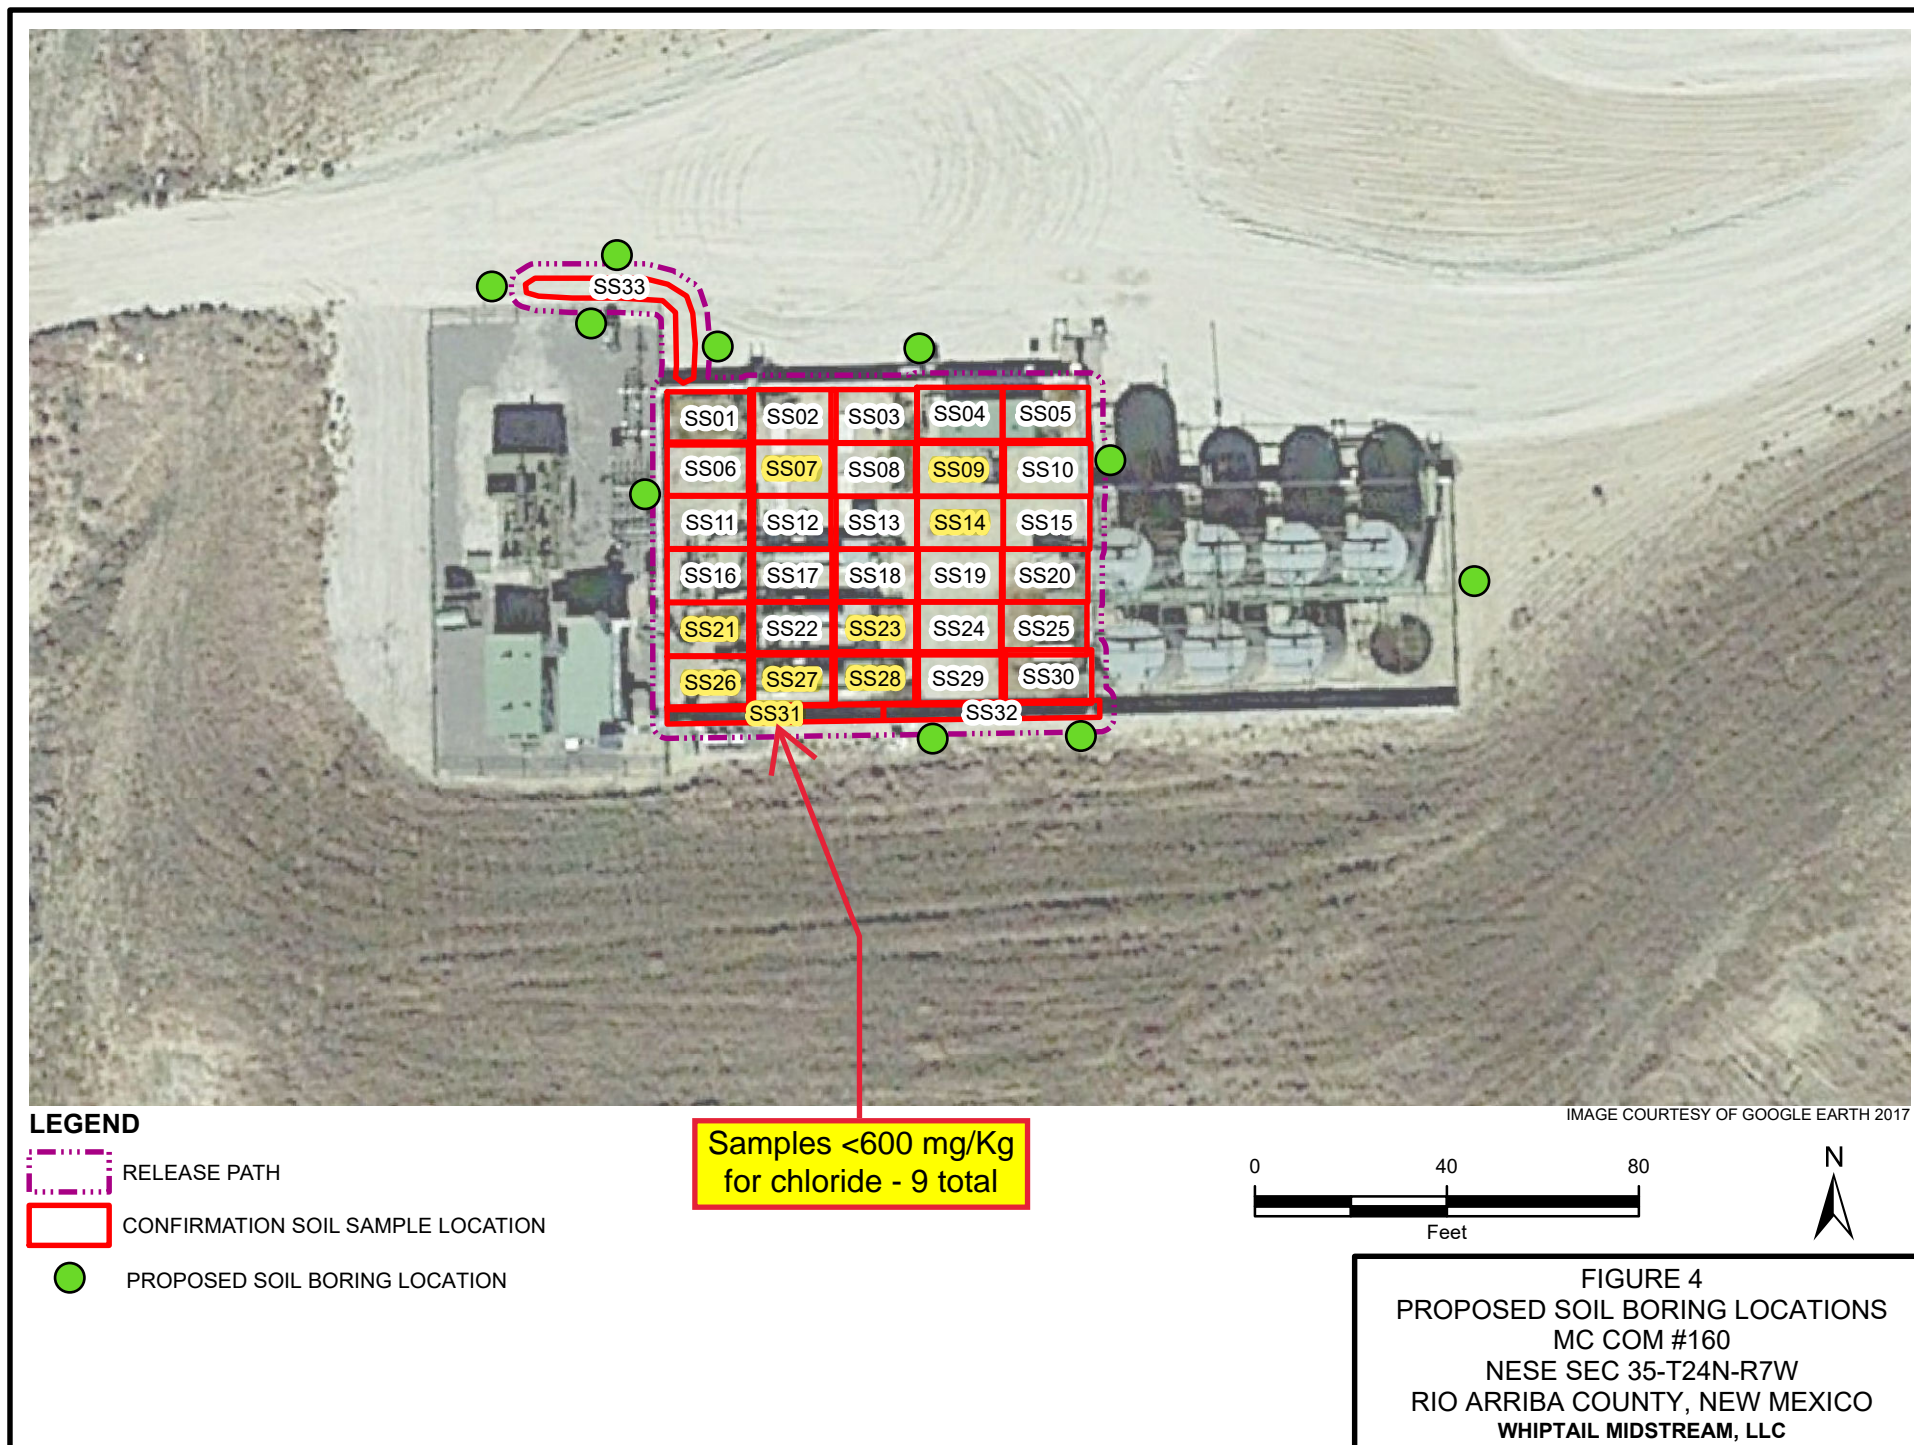 SS33
SS01 SS02 SS03 SS04 SS05
SS06 SS07 SS08 SS09 SS10
SS11 SS12 SS13 SS14 SS15
SS16 SS17 SS18 SS19 SS20
SS21 SS22 SS23 SS24 SS25
SS26 SS27 SS28 SS29 SS30
SS31 SS32
IMAGE COURTESY OF GOOGLE EARTH 2017
LEGEND
RELEASE PATH
CONFIRMATION SOIL SAMPLE LOCATION
PROPOSED SOIL BORING LOCATION
Samples <600 mg/Kg
for chloride - 9 total
0 40 80
Feet
N
FIGURE 4
PROPOSED SOIL BORING LOCATIONS
MC COM #160
NESE SEC 35-T24N-R7W
RIO ARRIBA COUNTY, NEW MEXICO
WHIPTAIL MIDSTREAM, LLC